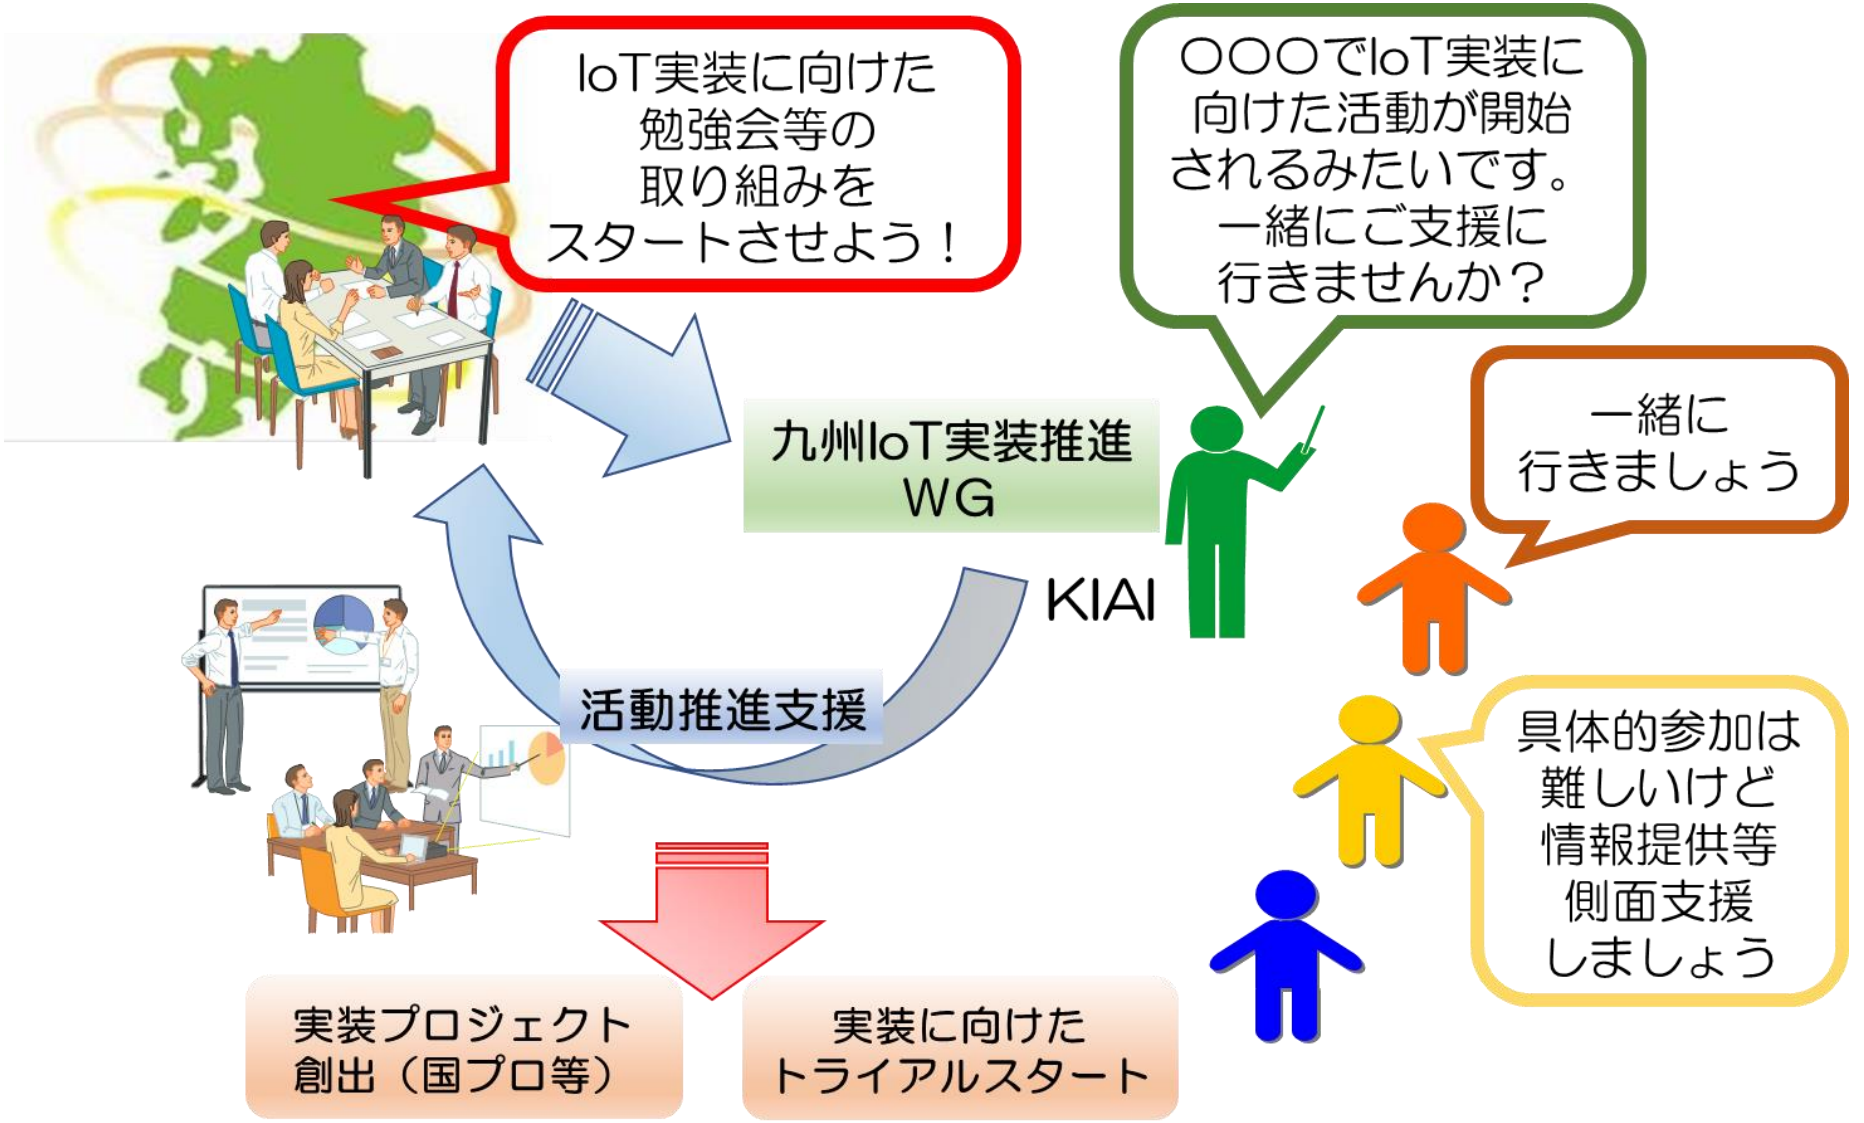 IoT実装に向けた
勉強会等の
取り組みを
スタートさせよう！
〇〇〇でIoT実装に
向けた活動が開始
されるみたいです。
一緒にご支援に
行きませんか？
一緒に
行きましょう
九州IoT実装推進
WG
KIAI
活動推進支援
具体的参加は
難しいけど
情報提供等
側面支援
しましょう
実装プロジェクト
創出（国プロ等）
実装に向けた
トライアルスタート